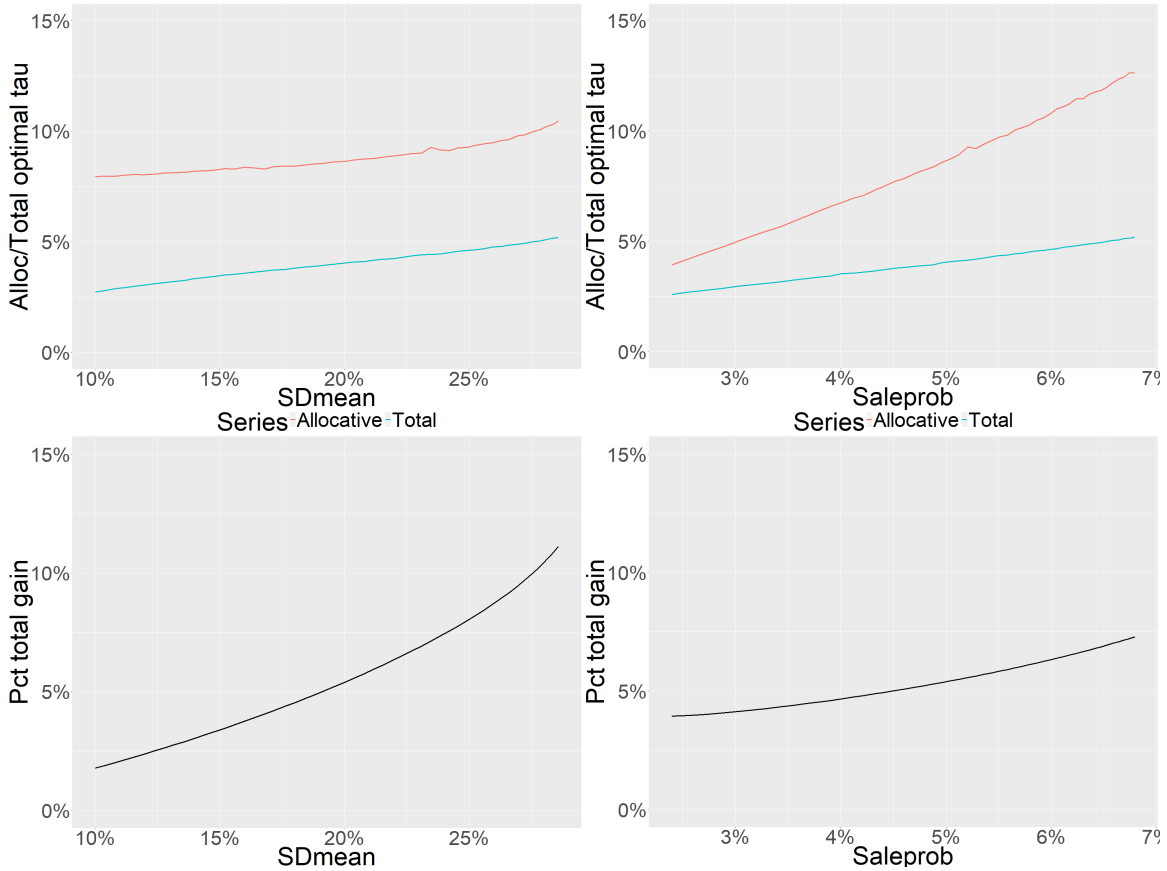 Alloc/Total optimal tau
15%
10%
5%
0%
10% 15% 20% 25%
SDmean
Series Allocative Total
Alloc/Total optimal tau
15%
10%
5%
0%
3% 4% 5% 6% 7%
Saleprob
Series Allocative Total
Pct total gain
15%
10%
5%
0%
10% 15% 20% 25%
SDmean
Pct total gain
15%
10%
5%
0%
3% 4% 5% 6% 7%
Saleprob